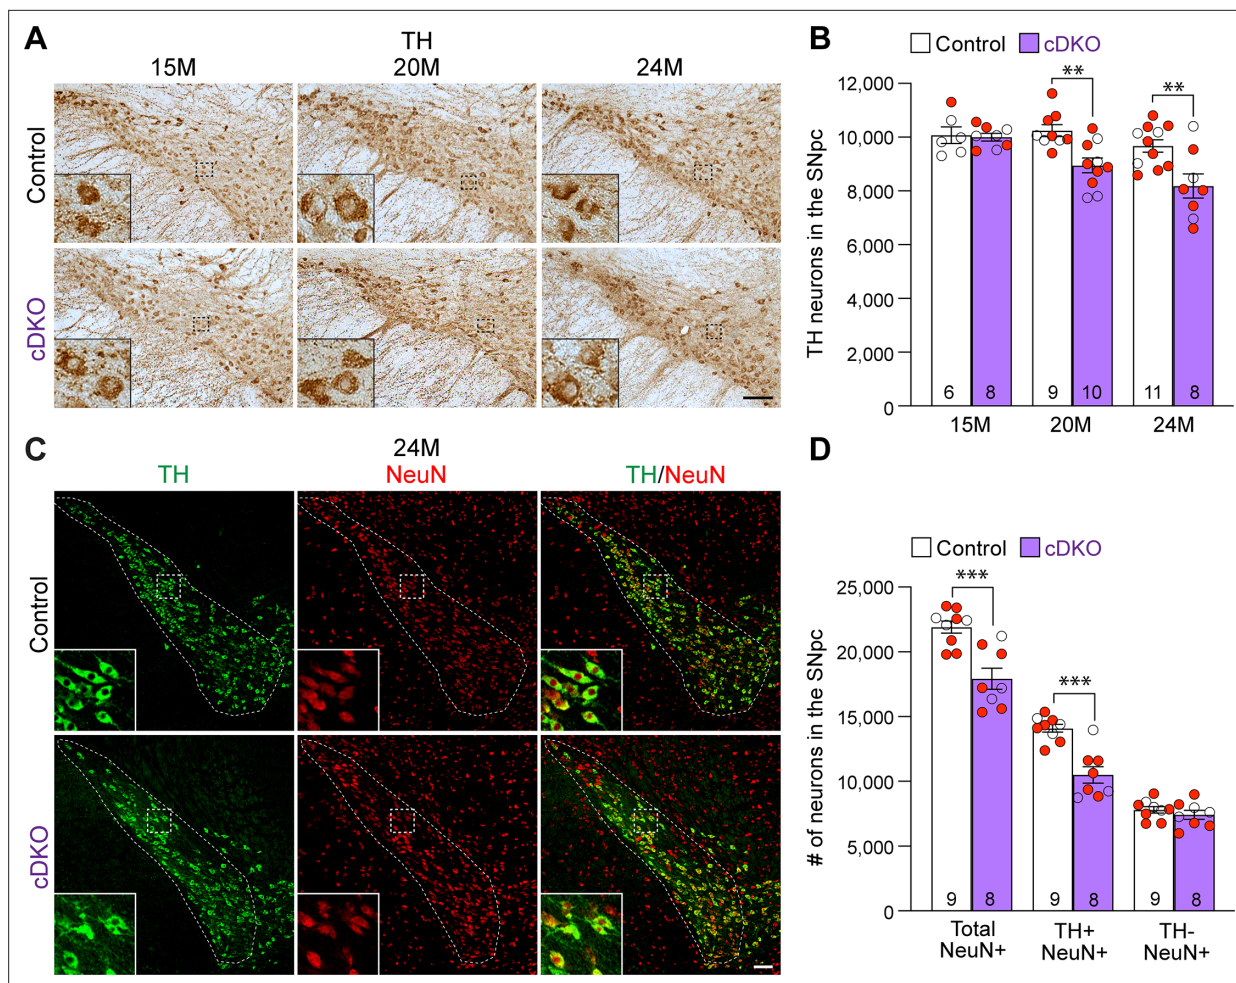 A
TH
15M 20M 24M
Control
cDKO
B
Control cDKO
TH neurons in the SNpc
12,000
10,000
8,000
6,000
4,000
2,000
0
** **
6 8 9 10 11 8
15M 20M 24M
C
24M
TH NeuN TH/NeuN
Control
cDKO
D
Control cDKO
# of neurons in the SNpc
25,000
20,000
15,000
10,000
5,000
0
***
***
9 8 9 8 9 8
Total TH+ TH-
NeuN+ NeuN+ NeuN+